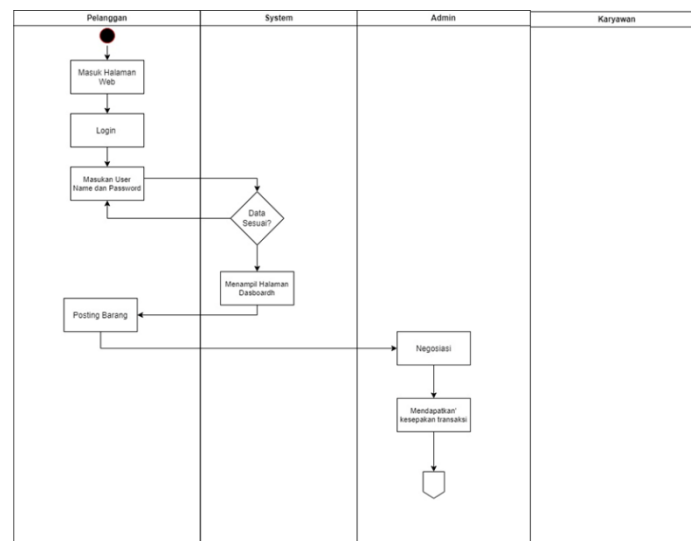 Pelanggan
System
Admin
Karyawan
Masuk Halaman
Web
Login
Masukan User
Name dan Password
Data
Sesuai?
Menampil Halaman
Dasboardh
Posting Barang
Negosiasi
Mendapatkan'
kesepakan transaksi